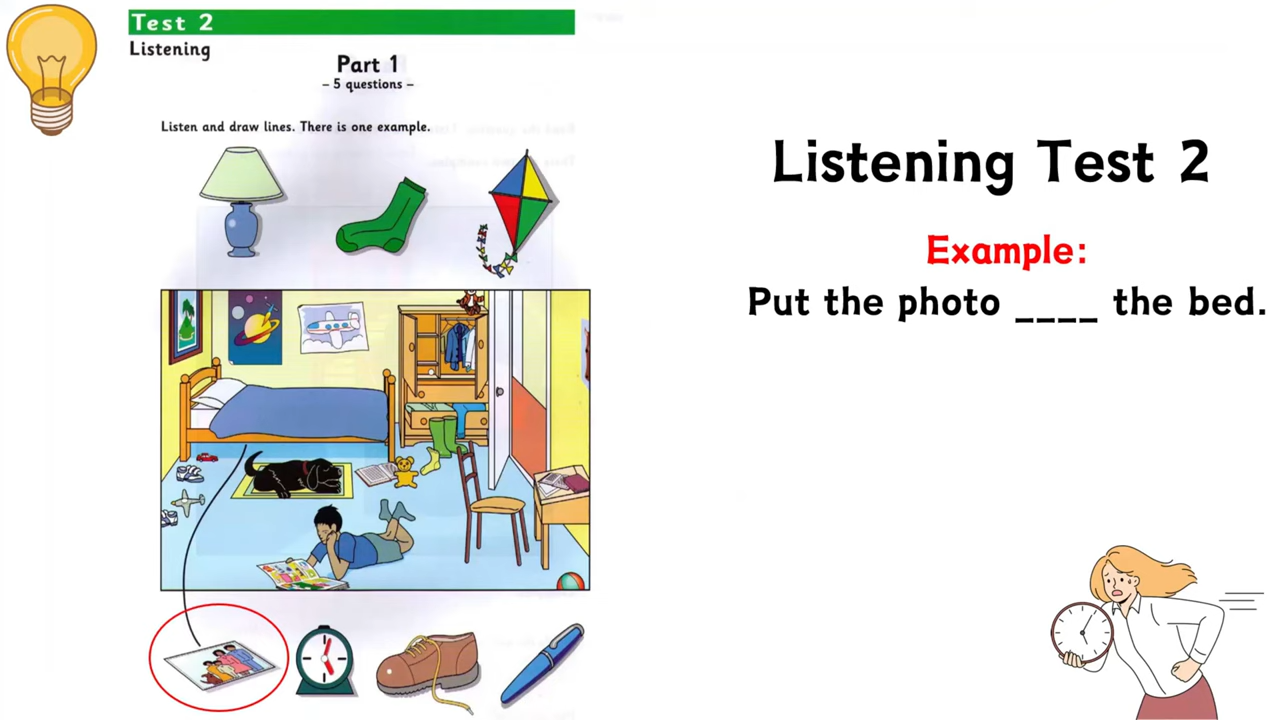 Test 2
Listening
Part 1
– 5 questions –
Listen and draw lines. There is one example.
Listening Test 2
Example:
Put the photo ____ the bed.